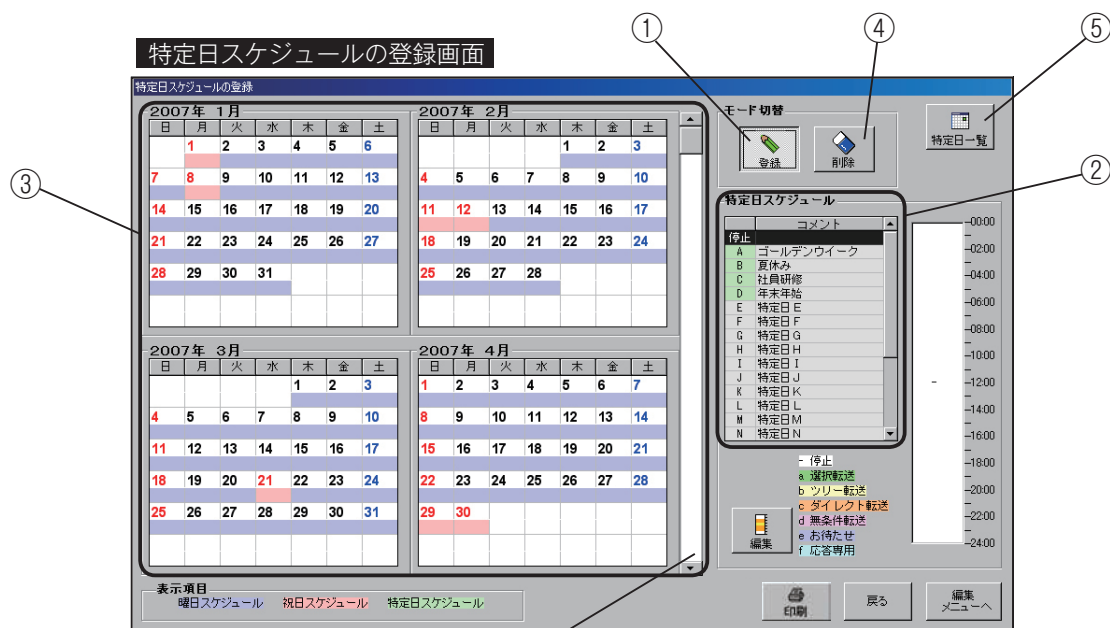 ① ④ ⑤
特定日スケジュールの登録画面
特定日スケジュールの登録
2007年 1月
日 月 火 水 木 金 土
1 2 3 4 5 6
7 8 9 10 11 12 13
14 15 16 17 18 19 20
21 22 23 24 25 26 27
28 29 30 31
2007年 2月
日 月 火 水 木 金 土
1 2 3
4 5 6 7 8 9 10
11 12 13 14 15 16 17
18 19 20 21 22 23 24
25 26 27 28
2007年 3月
日 月 火 水 木 金 土
1 2 3
4 5 6 7 8 9 10
11 12 13 14 15 16 17
18 19 20 21 22 23 24
25 26 27 28 29 30 31
2007年 4月
日 月 火 水 木 金 土
1 2 3 4 5 6 7
8 9 10 11 12 13 14
15 16 17 18 19 20 21
22 23 24 25 26 27 28
29 30
③
表示項目
曜日スケジュール 祝日スケジュール 特定日スケジュール
モード切替
登録
削除
特定日一覧
②
特定日スケジュール
コメント
停止
A ゴールデンウイーク
B 夏休み
C 社員研修
D 年末年始
E 特定日E
F 特定日F
G 特定日G
H 特定日H
I 特定日I
J 特定日J
K 特定日K
L 特定日L
M 特定日M
N 特定日N
- 停止
a 選択転送
b ツリー転送
c ダイレクト転送
d 無条件転送
e お待たせ
f 応答専用
編集
-
00:00
02:00
04:00
06:00
08:00
10:00
12:00
14:00
16:00
18:00
20:00
22:00
24:00
印刷
戻る
編集
メニューへ